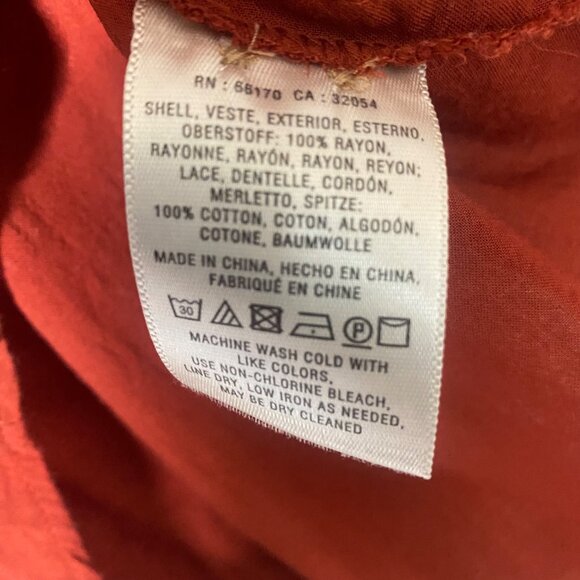 RN : 66170 CA : 32054
SHELL, VESTE, EXTERIOR, ESTERNO,
OBERSTOFF: 100% RAYON,
RAYONNE, RAYÓN, RAYON, REYON;
LACE, DENTELLE, CORDÓN,
MERLETTO, SPITZE:
100% COTTON, COTON, ALGODÓN,
COTONE, BAUMWOLLE
MADE IN CHINA, HECHO EN CHINA,
FABRIQUÉ EN CHINE
30 P
MACHINE WASH COLD WITH
LIKE COLORS,
USE NON-CHLORINE BLEACH,
LINE DRY, LOW IRON AS NEEDED,
MAY BE DRY CLEANED